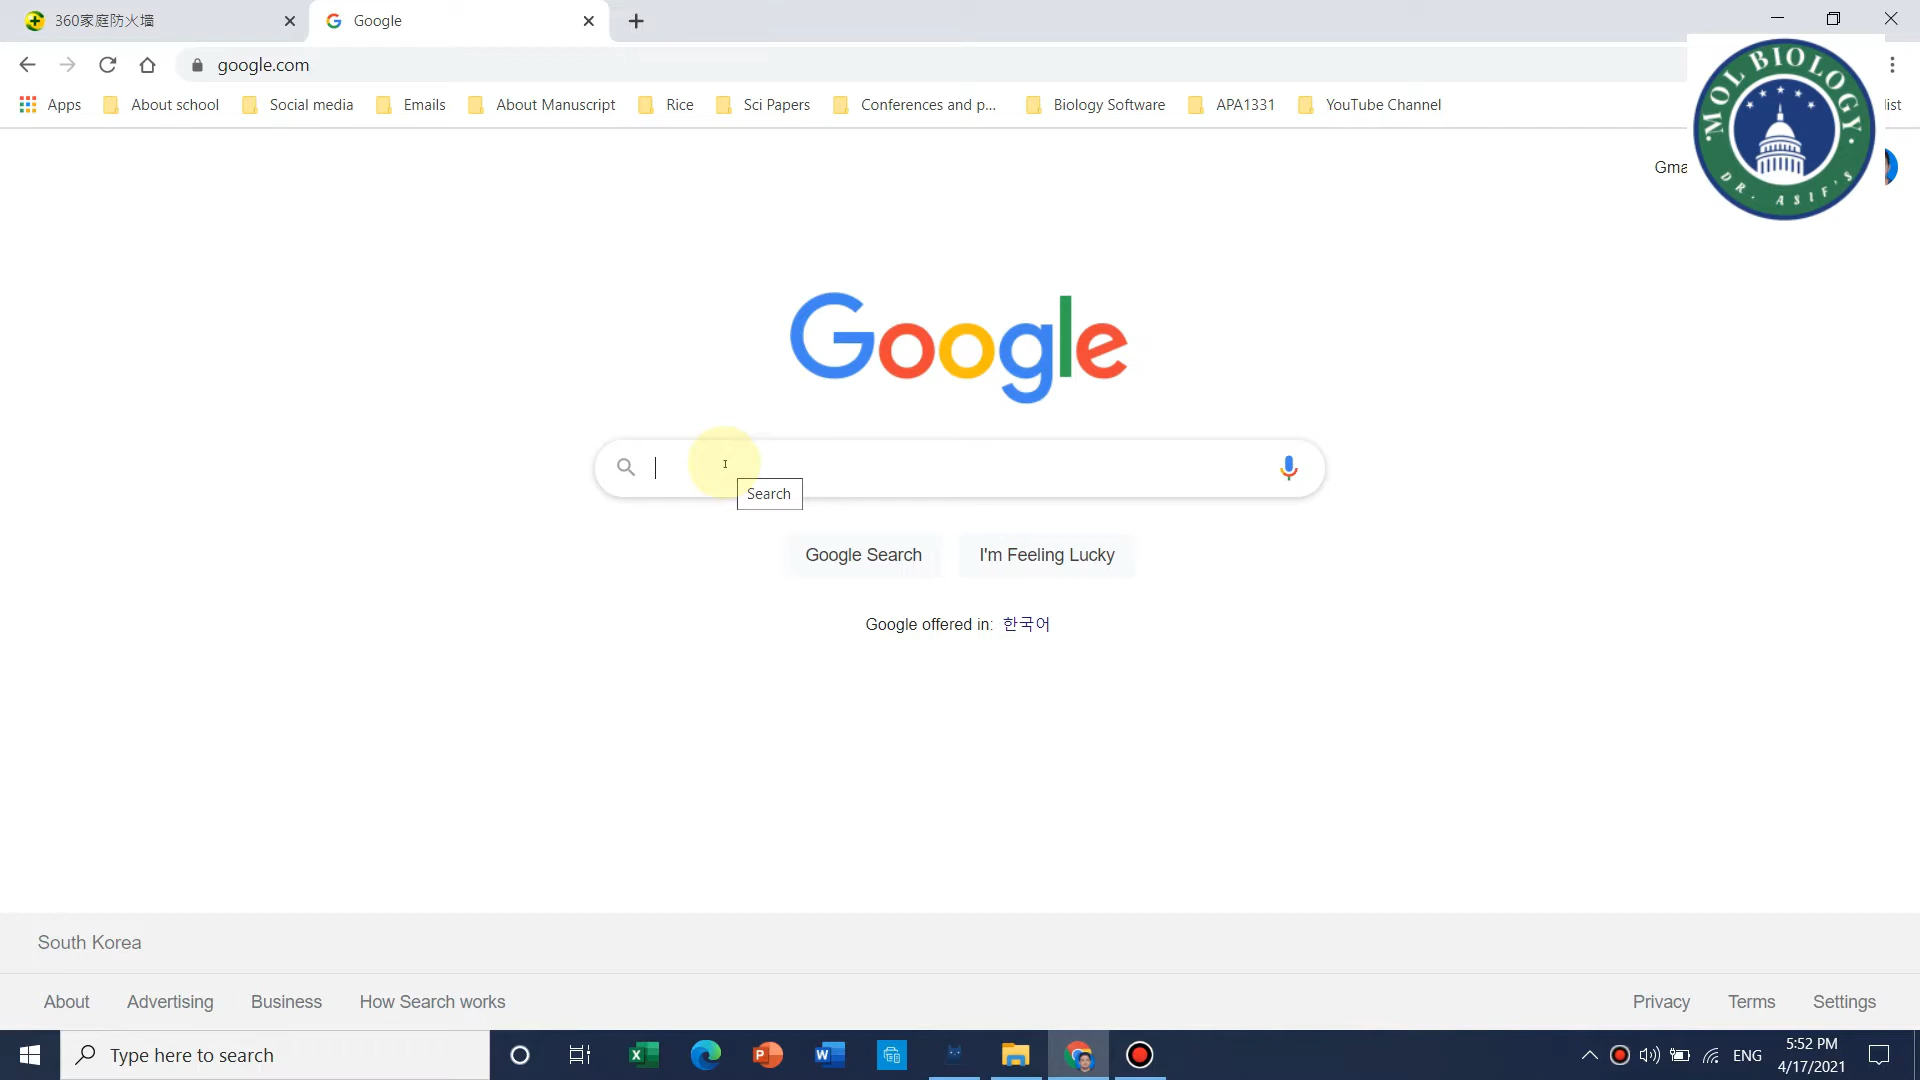 360家庭防火墙
Google
google.com
Apps
About school
Social media
Emails
About Manuscript
Rice
Sci Papers
Conferences and p...
Biology Software
APA1331
YouTube Channel
list
MOL BIOLOGY
DR. ASIF'S
Gma
Google
Search
Google Search
I'm Feeling Lucky
Google offered in: 한국어
South Korea
About
Advertising
Business
How Search works
Privacy
Terms
Settings
Type here to search
ENG
5:52 PM
4/17/2021